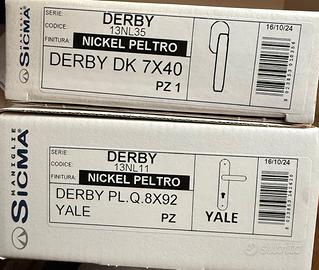 MANIGLIE
SICMA
SERIE: DERBY
CODICE: 13NL35
FINITURA: NICKEL PELTRO
DERBY DK 7X40
PZ 1
16/10/24
MANIGLIE
SICMA
SERIE: DERBY
CODICE: 13NL11
FINITURA: NICKEL PELTRO
DERBY PL.Q.8X92
YALE PZ
YALE
16/10/24
subito